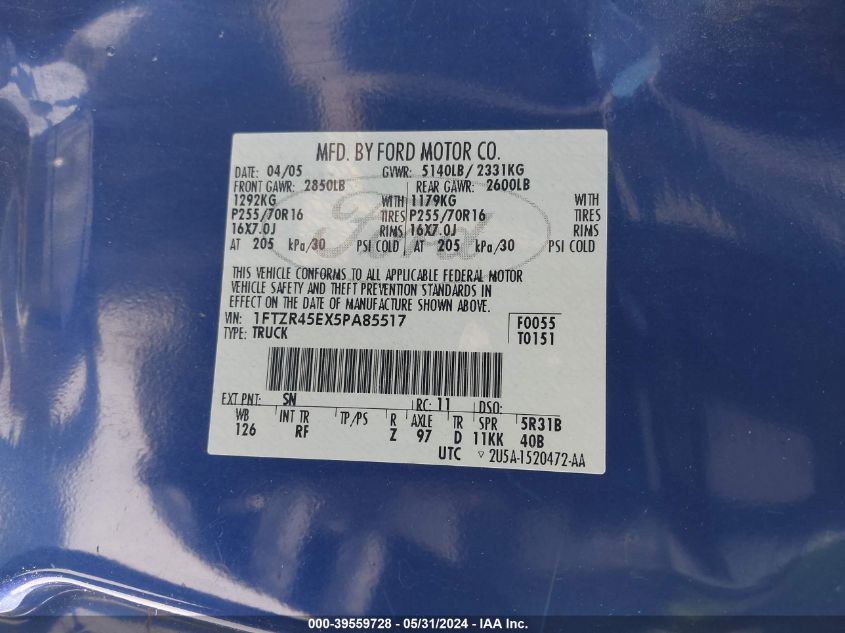 MFD. BY FORD MOTOR CO.
DATE: 04/05 GVWR: 5140LB/ 2331KG
FRONT GAWR: 2850LB REAR GAWR: 2600LB
1292KG WITH 1179KG WITH
P255/70R16 TIRES P255/70R16 TIRES
16X7.0J RIMS 16X7.0J RIMS
AT 205 kPa/30 PSI COLD AT 205 kPa/30 PSI COLD
Ford
THIS VEHICLE CONFORMS TO ALL APPLICABLE FEDERAL MOTOR
VEHICLE SAFETY AND THEFT PREVENTION STANDARDS IN
EFFECT ON THE DATE OF MANUFACTURE SHOWN ABOVE.
VIN: 1FTZR45EX5PA85517 F0055
TYPE: TRUCK T0151
EXT PNT: SN RC: 11 DSO:
WB INT TR TP/PS R AXLE TR SPR 5R31B
126 RF Z 97 D 11KK 40B
UTC ▽ 2U5A-1520472-AA
000-39559728 - 05/31/2024 - IAA Inc.